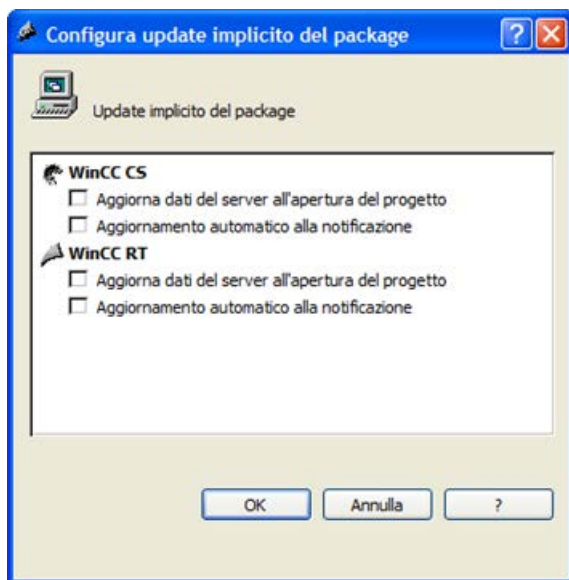 Configura update implicito del package
Update implicito del package
WinCC CS
Aggiorna dati del server all'apertura del progetto
Aggiornamento automatico alla notificazione
WinCC RT
Aggiorna dati del server all'apertura del progetto
Aggiornamento automatico alla notificazione
OK Annulla ?